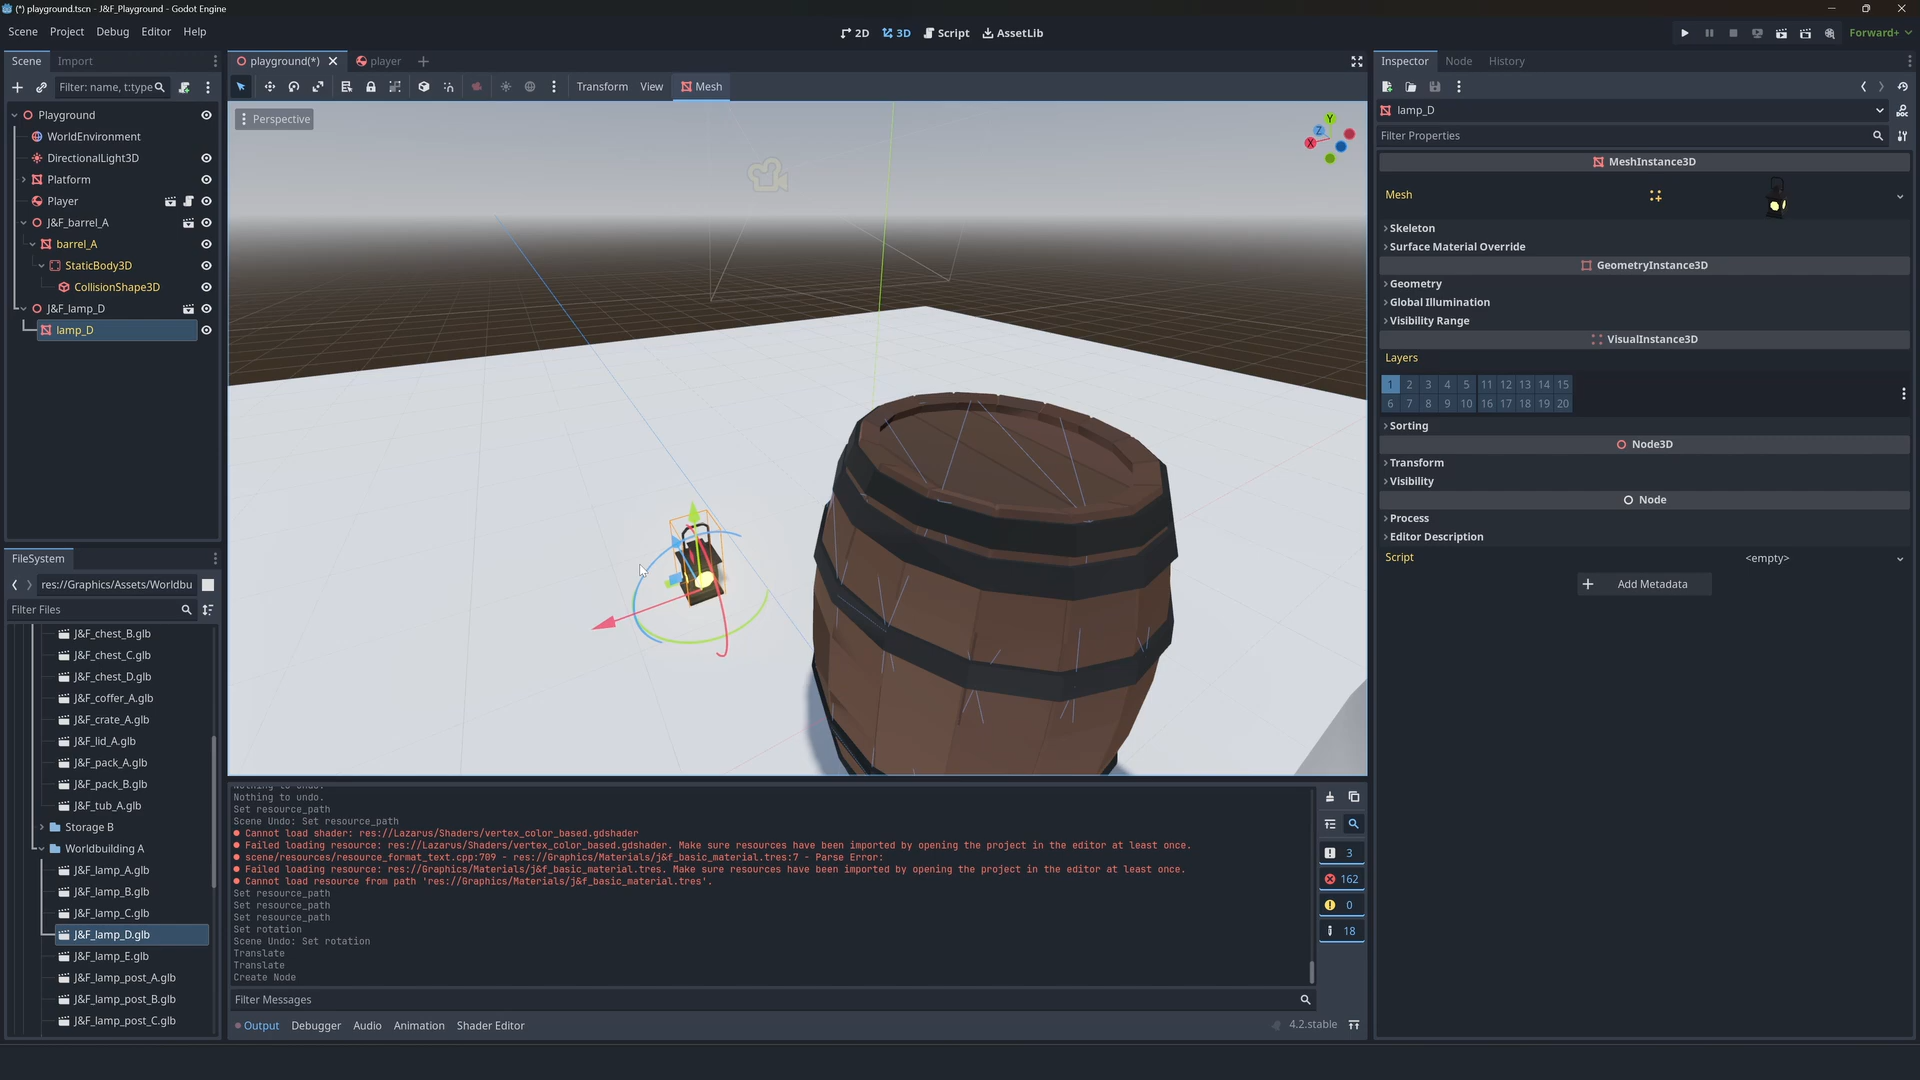 (*) playground.tscn - J&F_Playground - Godot Engine
Scene Project Debug Editor Help
2D 3D Script AssetLib
Forward+
Scene Import
Filter: name, t:type
Playground
WorldEnvironment
DirectionalLight3D
Platform
Player
J&F_barrel_A
barrel_A
StaticBody3D
CollisionShape3D
J&F_lamp_D
lamp_D
FileSystem
res://Graphics/Assets/Worldbu
Filter Files
J&F_chest_B.glb
J&F_chest_C.glb
J&F_chest_D.glb
J&F_coffer_A.glb
J&F_crate_A.glb
J&F_lid_A.glb
J&F_pack_A.glb
J&F_pack_B.glb
J&F_tub_A.glb
Storage B
Worldbuilding A
J&F_lamp_A.glb
J&F_lamp_B.glb
J&F_lamp_C.glb
J&F_lamp_D.glb
J&F_lamp_E.glb
J&F_lamp_post_A.glb
J&F_lamp_post_B.glb
J&F_lamp_post_C.glb
playground(*) player
Transform View Mesh
Perspective
Y
Z
X
Nothing to undo.
Nothing to undo.
Set resource_path
Scene Undo: Set resource_path
Cannot load shader: res://Lazarus/Shaders/vertex_color_based.gdshader
Failed loading resource: res://Lazarus/Shaders/vertex_color_based.gdshader. Make sure resources have been imported by opening the project in the editor at least once.
scene/resources/resource_format_text.cpp:709 - res://Graphics/Materials/j&f_basic_material.tres:7 - Parse Error:
Failed loading resource: res://Graphics/Materials/j&f_basic_material.tres. Make sure resources have been imported by opening the project in the editor at least once.
Cannot load resource from path 'res://Graphics/Materials/j&f_basic_material.tres'.
Set resource_path
Set resource_path
Set resource_path
Set rotation
Scene Undo: Set rotation
Translate
Translate
Create Node
3
162
0
18
Filter Messages
Output Debugger Audio Animation Shader Editor
4.2.stable
Inspector Node History
lamp_D
Filter Properties
MeshInstance3D
Mesh
Skeleton
Surface Material Override
GeometryInstance3D
Geometry
Global Illumination
Visibility Range
VisualInstance3D
Layers
1 2 3 4 5 11 12 13 14 15
6 7 8 9 10 16 17 18 19 20
Sorting
Node3D
Transform
Visibility
Node
Process
Editor Description
Script <empty>
Add Metadata